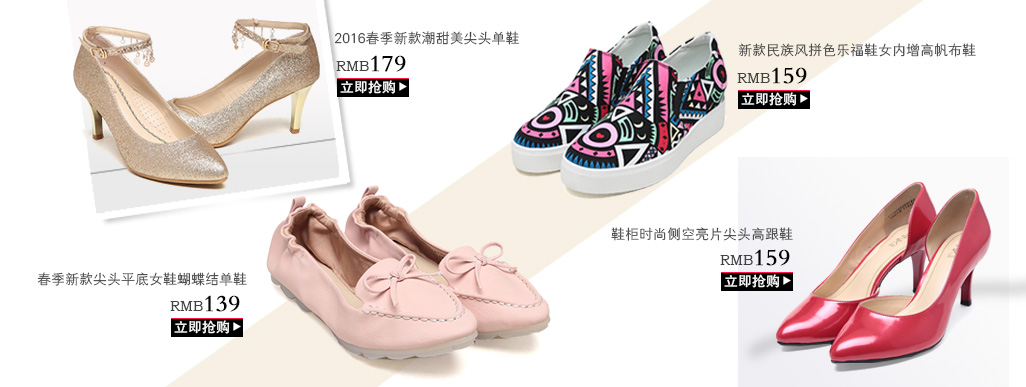 2016春季新款潮甜美尖头单鞋
RMB179
立即抢购
新款民族风拼色乐福鞋女内增高帆布鞋
RMB159
立即抢购
鞋柜时尚侧空亮片尖头高跟鞋
RMB159
立即抢购
春季新款尖头平底女鞋蝴蝶结单鞋
RMB139
立即抢购